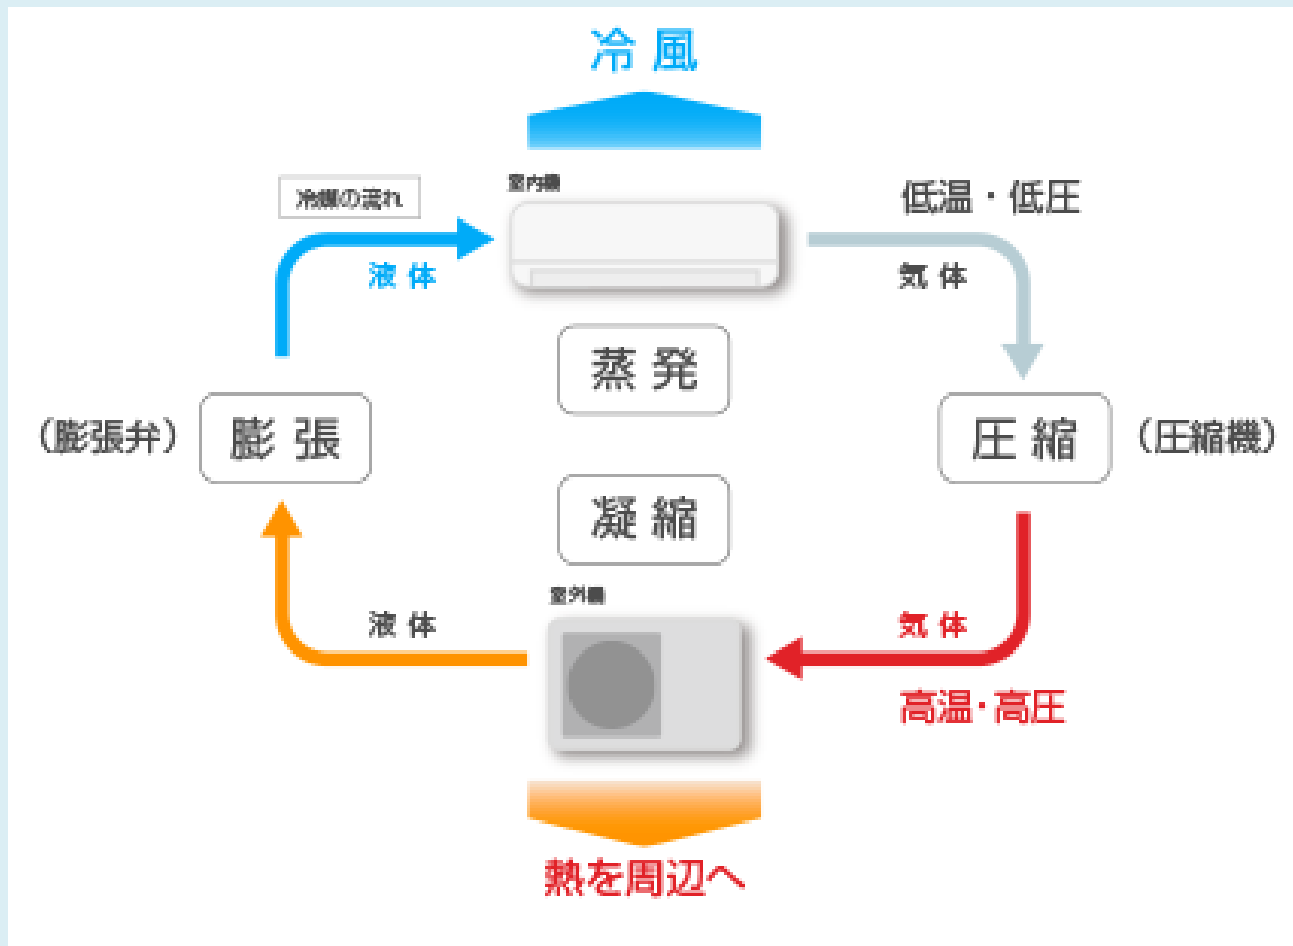 冷風
室内機
冷媒の流れ
低温・低圧
液体
気体
蒸発
(膨張弁)
膨張
圧縮
(圧縮機)
凝縮
室外機
液体
気体
高温・高圧
熱を周辺へ